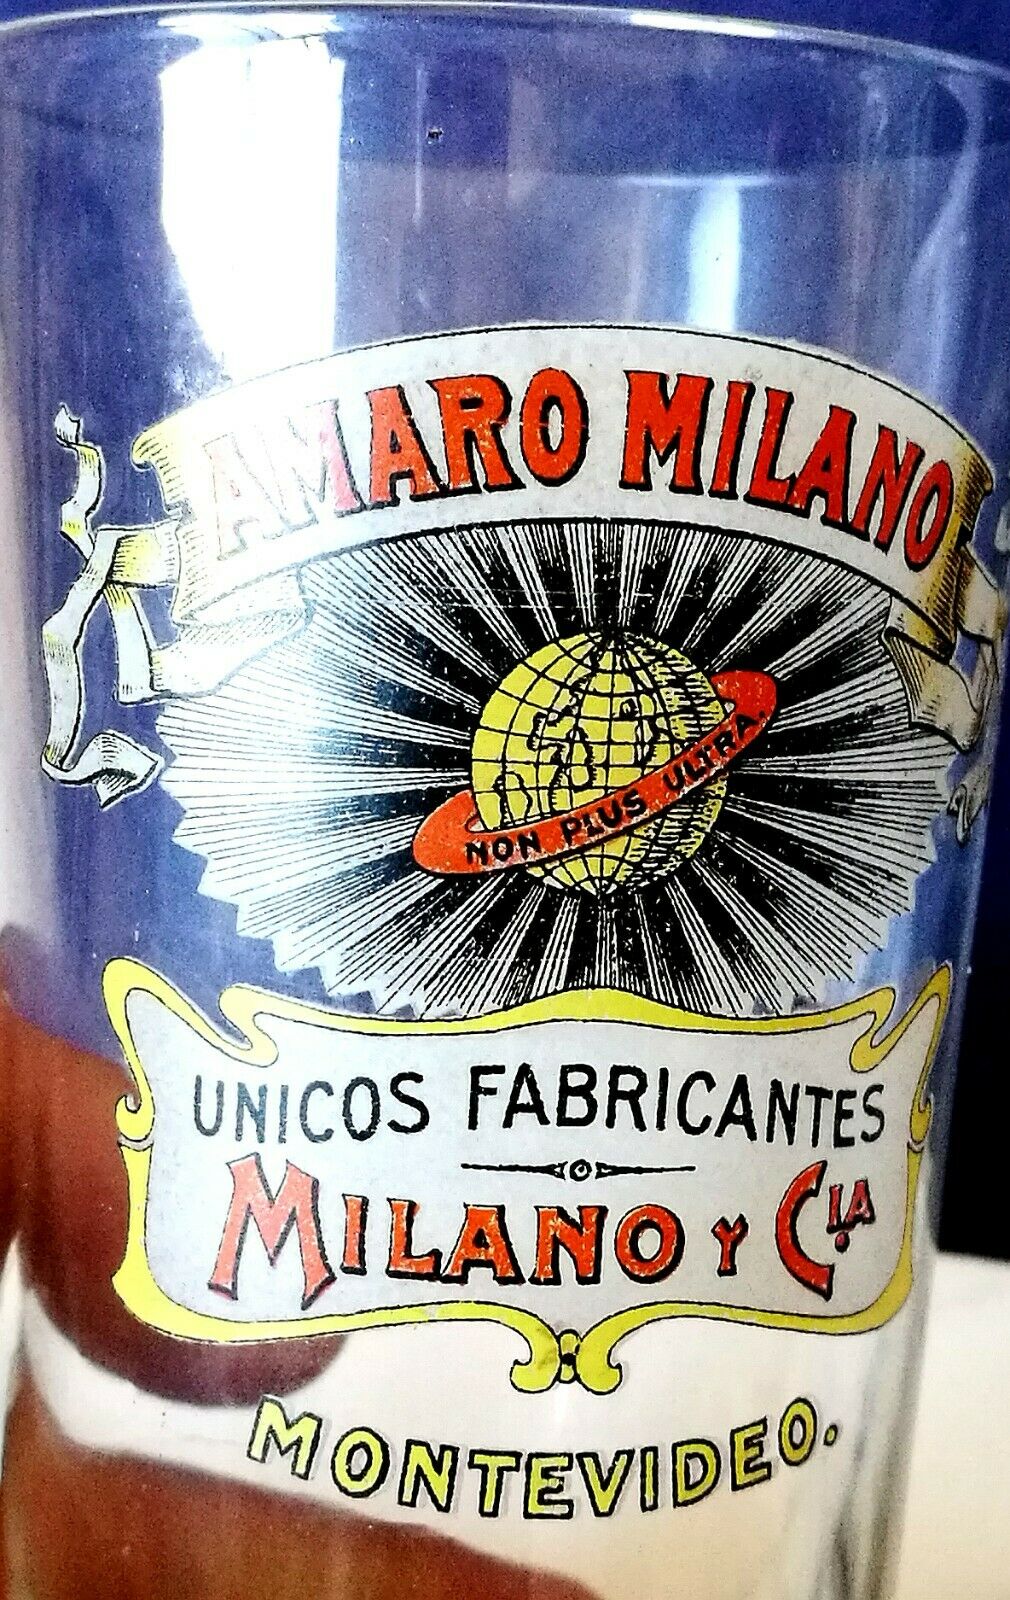 AMARO MILANO
NON PLUS ULTRA.
UNICOS FABRICANTES
MILANO Y CIA
MONTEVIDEO.